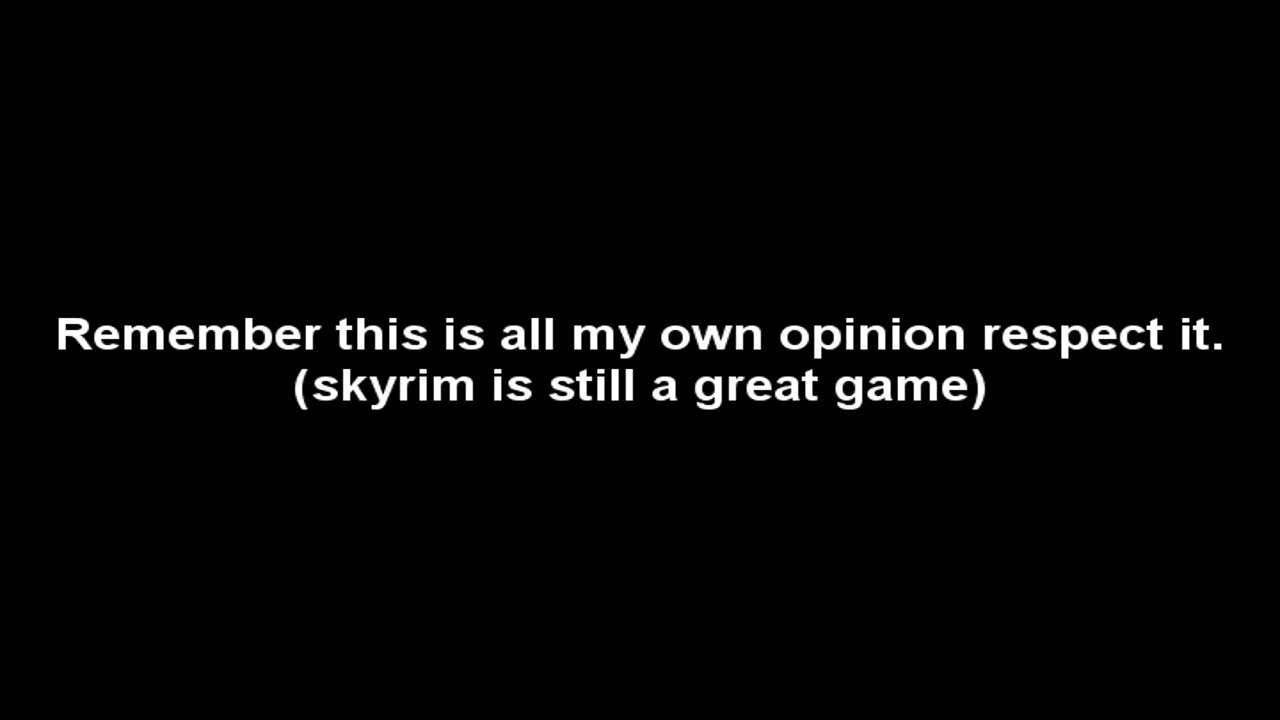 Remember this is all my own opinion respect it.
(skyrim is still a great game)